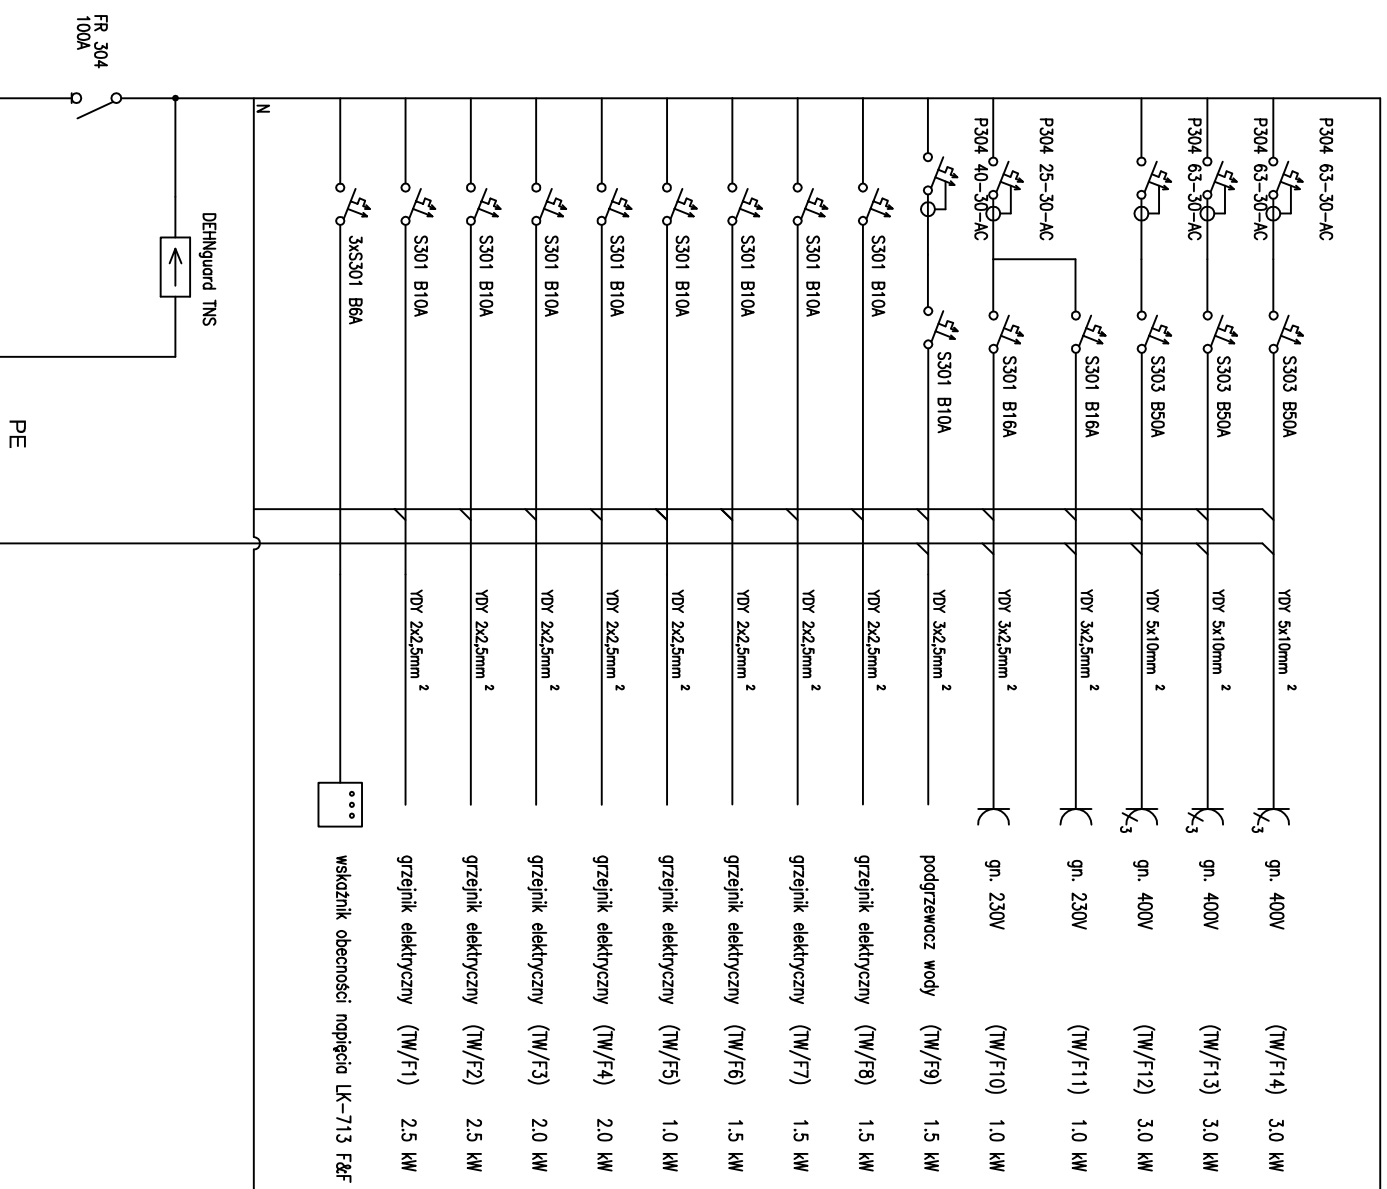 FR 304
100A
DEHNguard TNS
PE
N
3xS301 B6A
wskaźnik obecności napięcia LK-713 F&F
S301 B10A
YDY 2x2,5mm 2
grzejnik elektryczny (TW/F1) 2.5 kW
S301 B10A
YDY 2x2,5mm 2
grzejnik elektryczny (TW/F2) 2.5 kW
S301 B10A
YDY 2x2,5mm 2
grzejnik elektryczny (TW/F3) 2.0 kW
S301 B10A
YDY 2x2,5mm 2
grzejnik elektryczny (TW/F4) 2.0 kW
S301 B10A
YDY 2x2,5mm 2
grzejnik elektryczny (TW/F5) 1.0 kW
S301 B10A
YDY 2x2,5mm 2
grzejnik elektryczny (TW/F6) 1.5 kW
S301 B10A
YDY 2x2,5mm 2
grzejnik elektryczny (TW/F7) 1.5 kW
S301 B10A
YDY 2x2,5mm 2
grzejnik elektryczny (TW/F8) 1.5 kW
P304 40-30-AC
S301 B10A
YDY 3x2,5mm 2
podgrzewacz wody (TW/F9) 1.5 kW
P304 25-30-AC
S301 B16A
YDY 3x2,5mm 2
gn. 230V (TW/F10) 1.0 kW
S301 B16A
YDY 3x2,5mm 2
gn. 230V (TW/F11) 1.0 kW
P304 63-30-AC
S303 B50A
YDY 5x10mm 2
3
gn. 400V (TW/F12) 3.0 kW
P304 63-30-AC
S303 B50A
YDY 5x10mm 2
3
gn. 400V (TW/F13) 3.0 kW
P304 63-30-AC
S303 B50A
YDY 5x10mm 2
3
gn. 400V (TW/F14) 3.0 kW